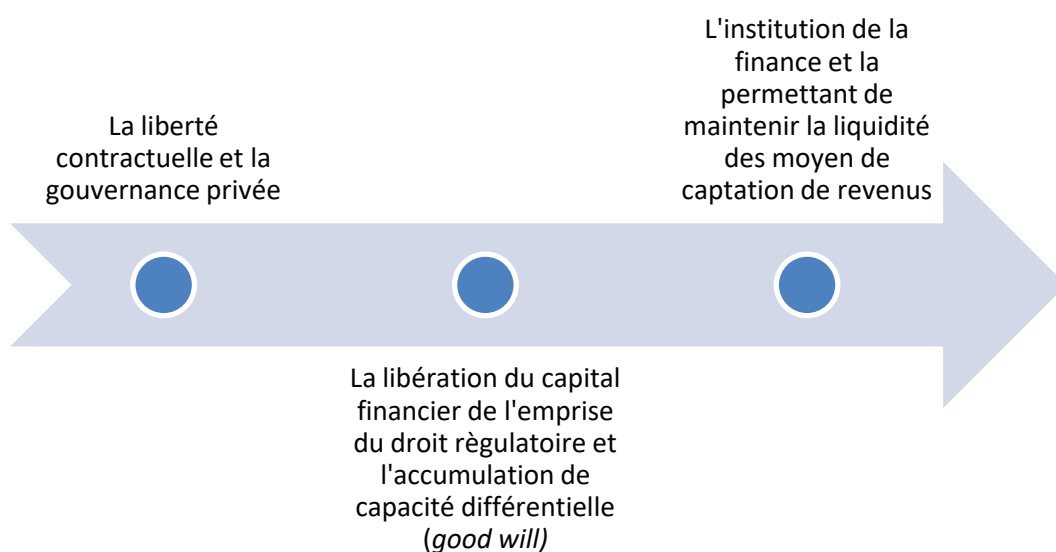 La liberté
contractuelle et la
gouvernance privée
La libération du capital
financier de l'emprise
du droit règulatoire et
l'accumulation de
capacité différentielle
(good will)
L'institution de la
finance et la
permettant de
maintenir la liquidité
des moyen de
captation de revenus